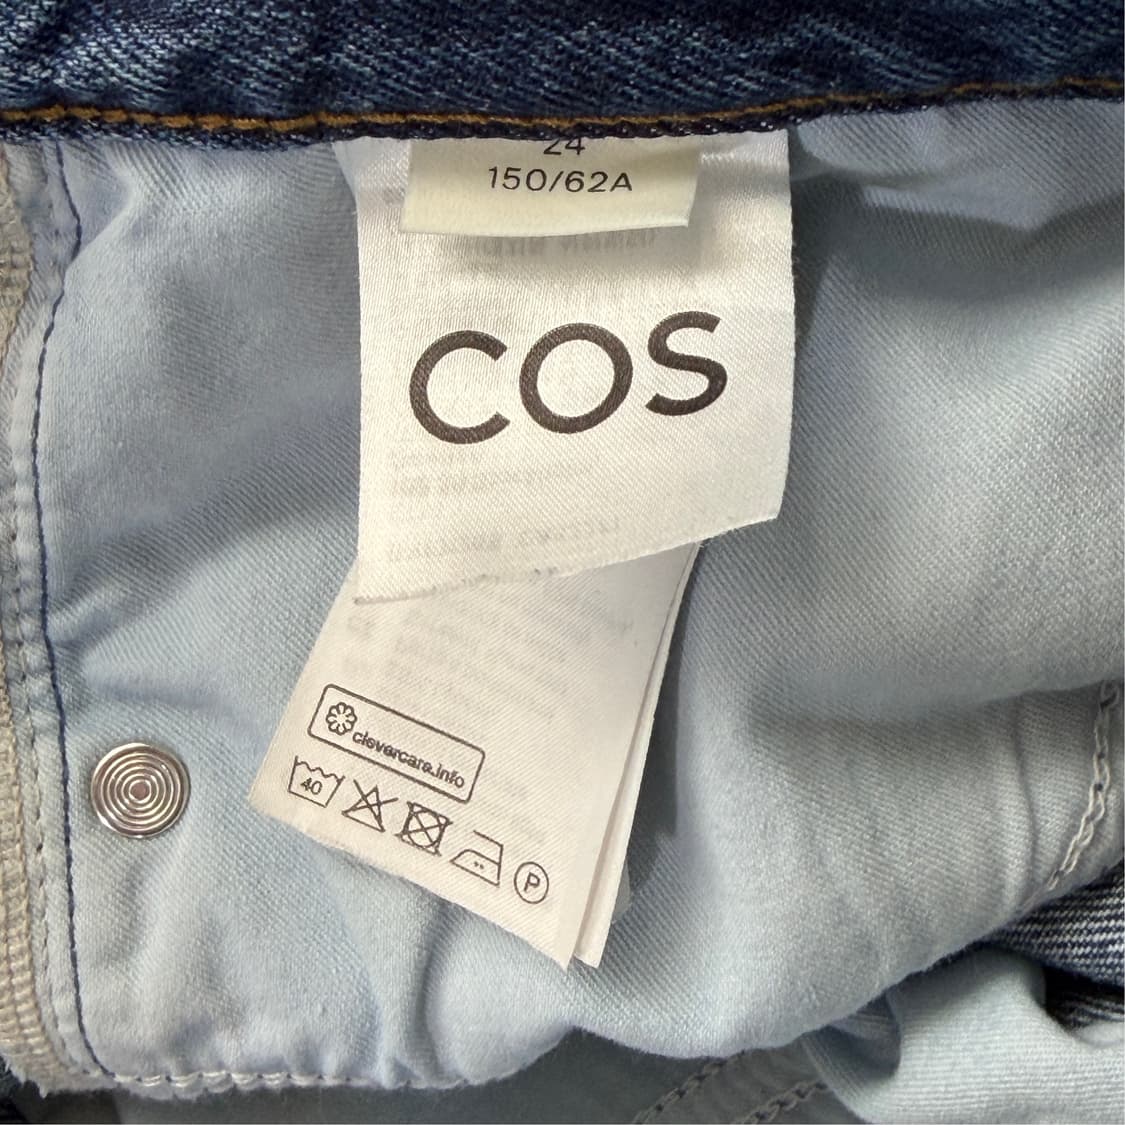 24
150/62A
COS
clevercare.info
40
P